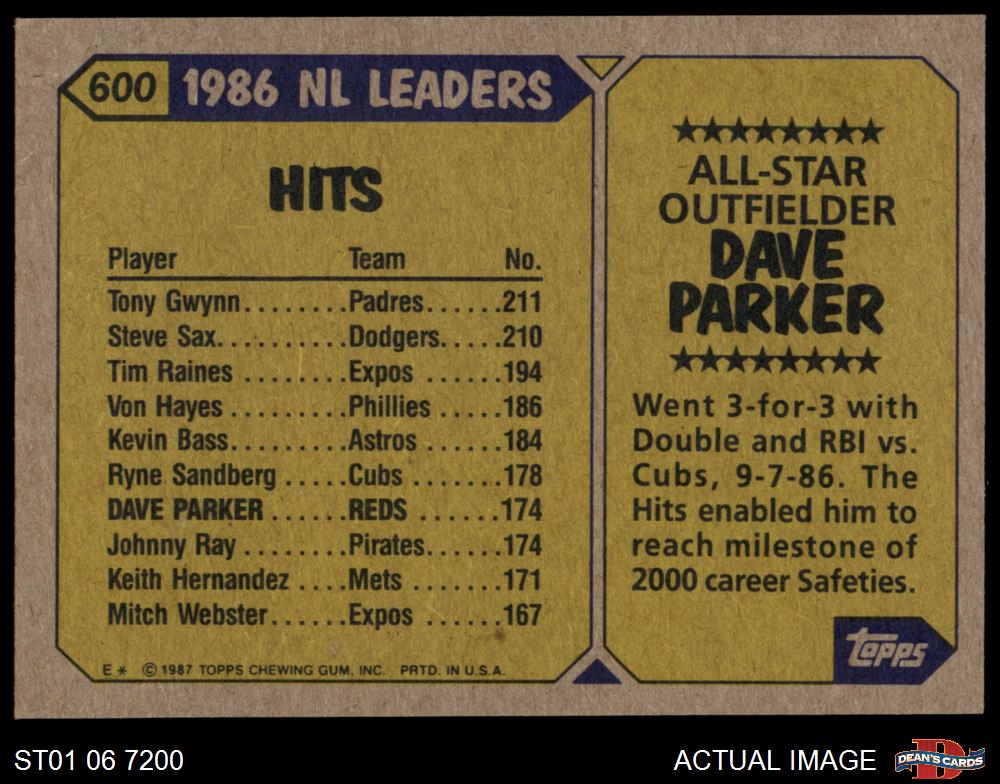 600 1986 NL LEADERS
HITS
Player Team No.
Tony Gwynn........Padres......211
Steve Sax..........Dodgers.....210
Tim Raines ........Expos ......194
Von Hayes .........Phillies .....186
Kevin Bass.........Astros ......184
Ryne Sandberg .....Cubs .......178
DAVE PARKER ......REDS ......174
Johnny Ray ........Pirates......174
Keith Hernandez ....Mets .......171
Mitch Webster......Expos ......167
E * © 1987 TOPPS CHEWING GUM, INC. PRTD. IN U.S.A.
★★★★★★★★
ALL-STAR
OUTFIELDER
DAVE
PARKER
★★★★★★★★
Went 3-for-3 with
Double and RBI vs.
Cubs, 9-7-86. The
Hits enabled him to
reach milestone of
2000 career Safeties.
topps
ST01 06 7200
ACTUAL IMAGE
D
DEAN'S CARDS